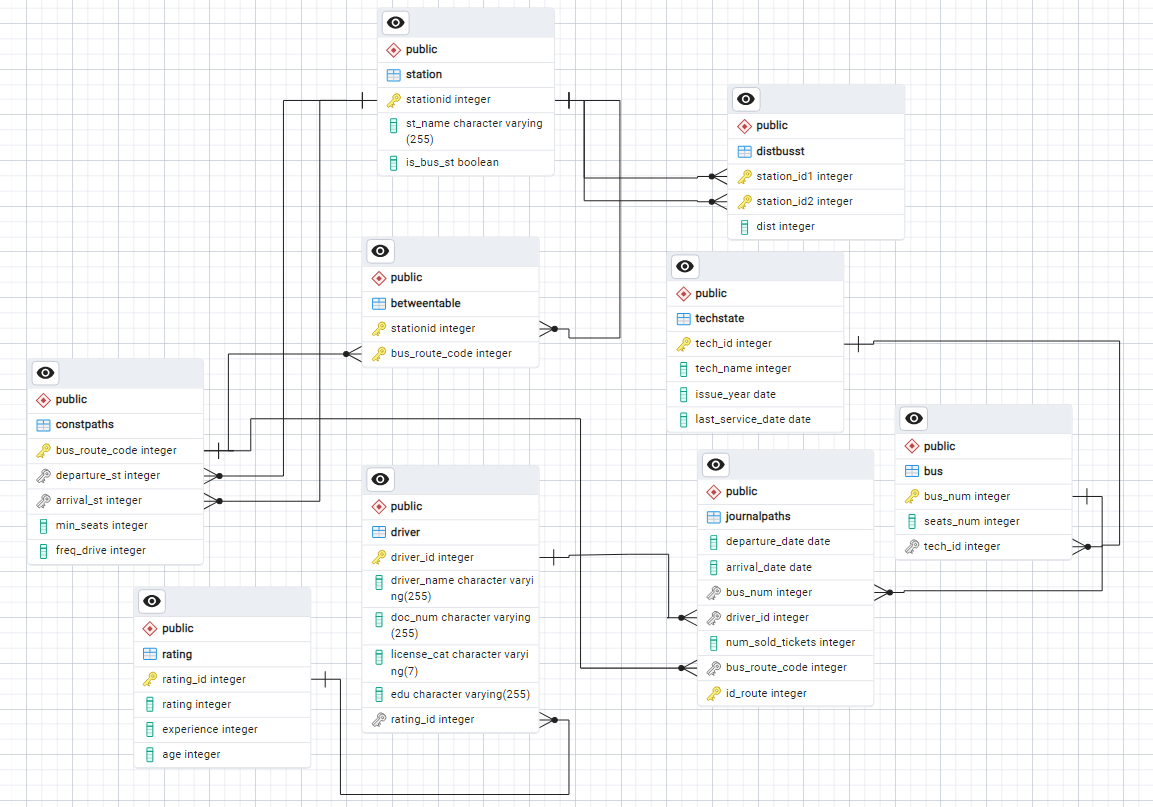 public
station
stationid integer
st_name character varying
(255)
is_bus_st boolean
public
distbusst
station_id1 integer
station_id2 integer
dist integer
public
betweentable
stationid integer
bus_route_code integer
public
techstate
tech_id integer
tech_name integer
issue_year date
last_service_date date
public
constpaths
bus_route_code integer
departure_st integer
arrival_st integer
min_seats integer
freq_drive integer
public
bus
bus_num integer
seats_num integer
tech_id integer
public
driver
driver_id integer
driver_name character varyi
ng(255)
doc_num character varying
(255)
license_cat character varyi
ng(7)
edu character varying(255)
rating_id integer
public
journalpaths
departure_date date
arrival_date date
bus_num integer
driver_id integer
num_sold_tickets integer
bus_route_code integer
id_route integer
public
rating
rating_id integer
rating integer
experience integer
age integer